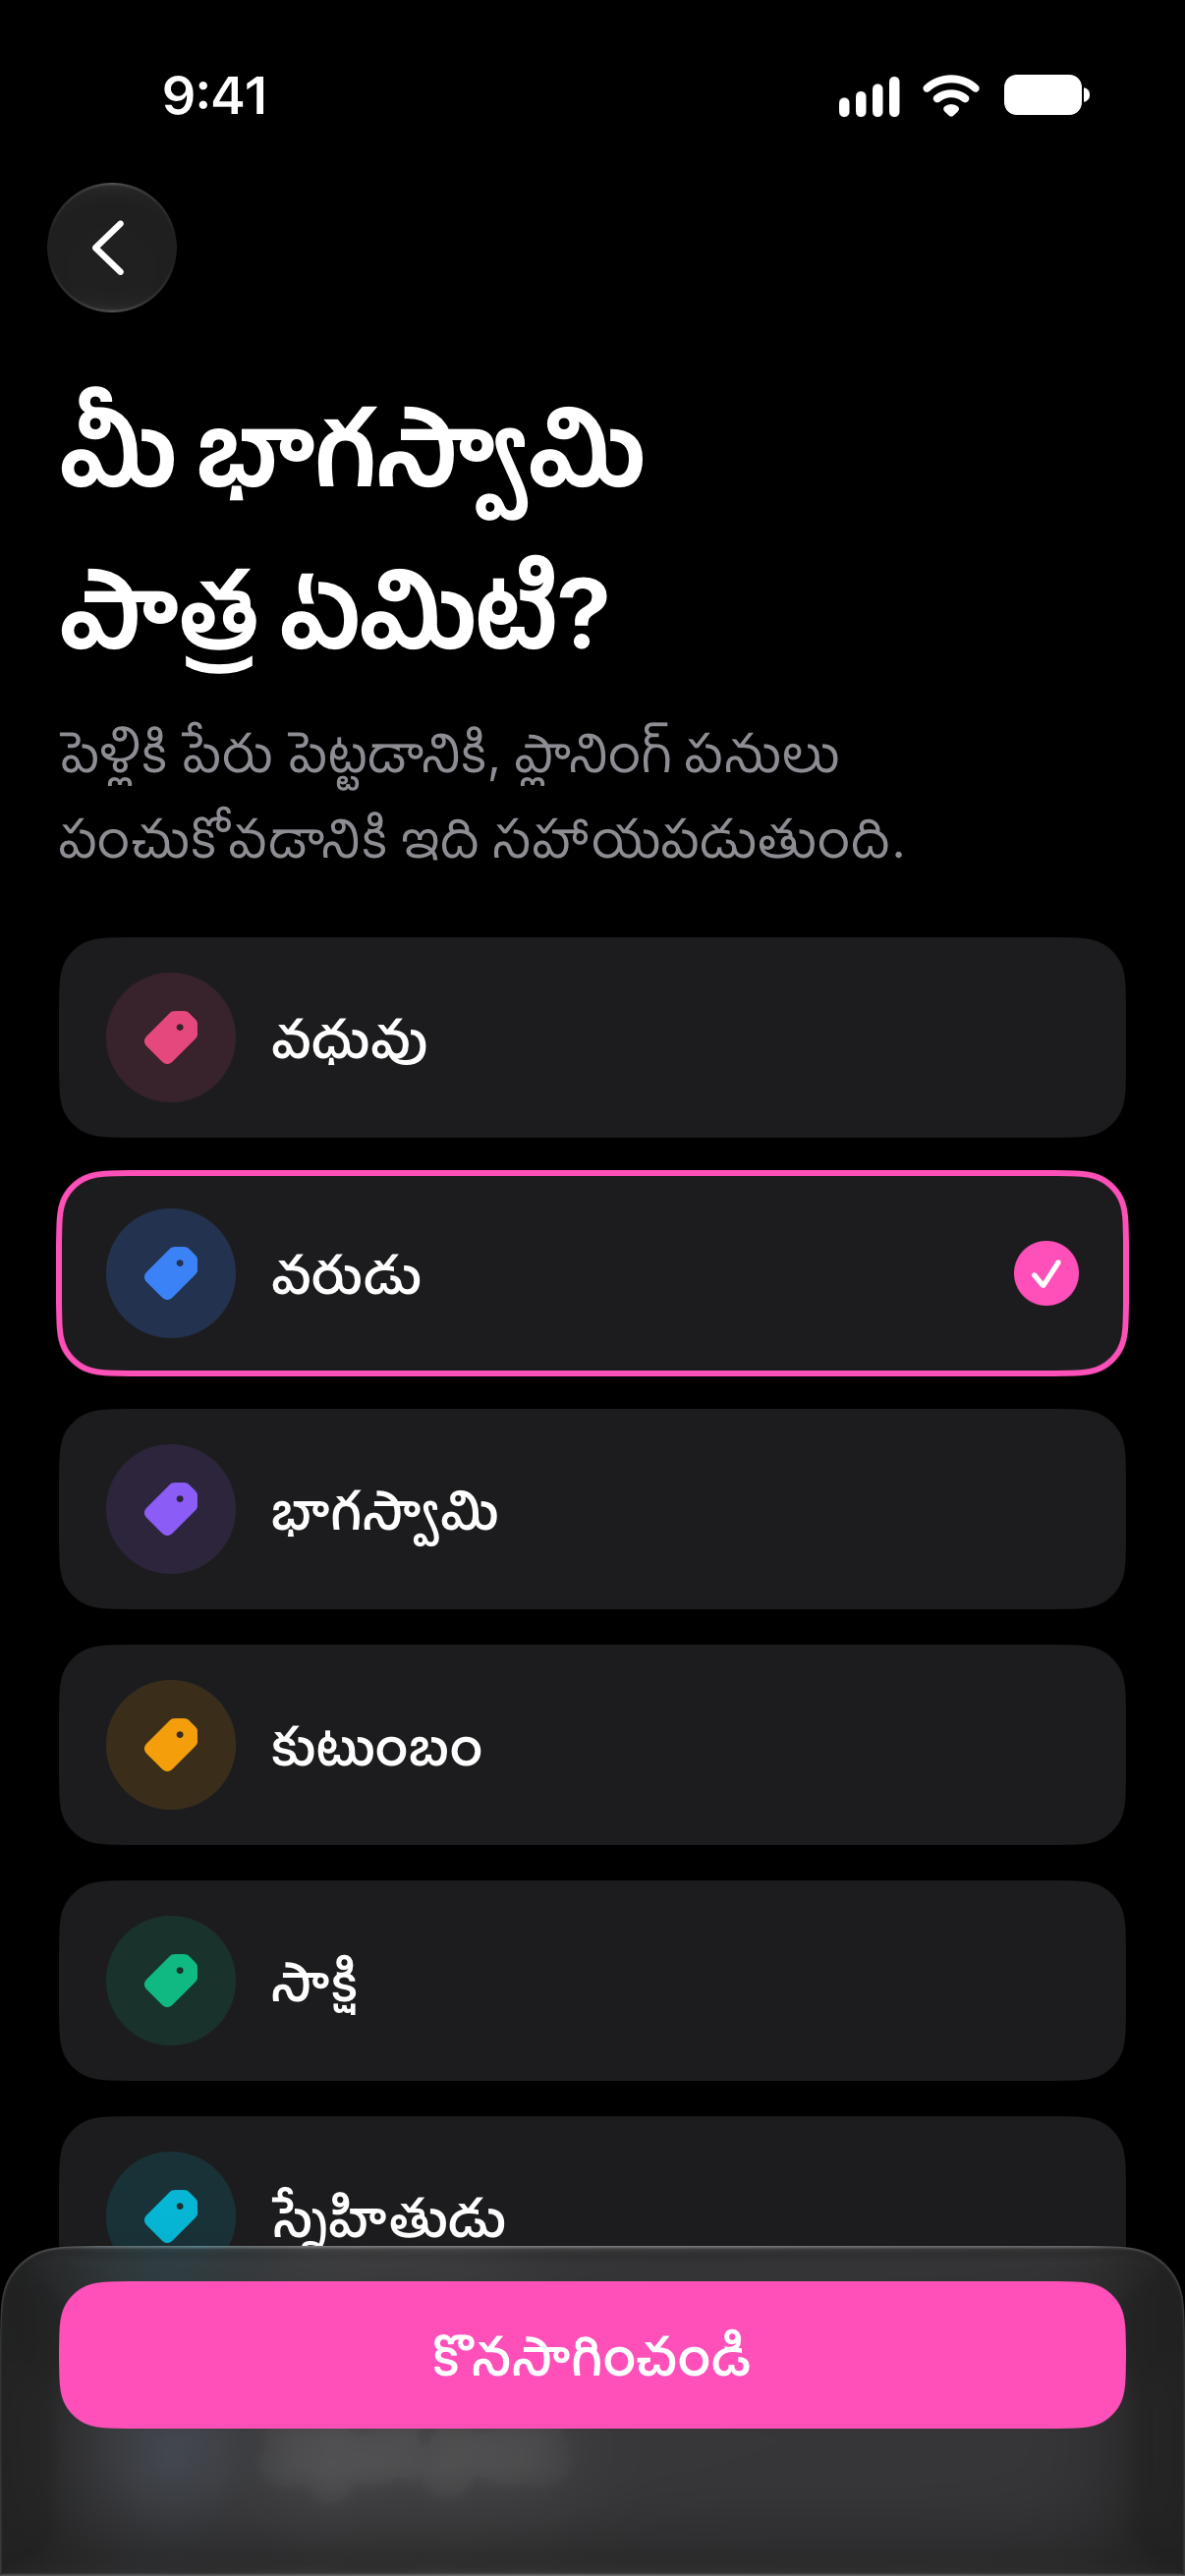 9:41
మీ భాగస్వామి
పాత్ర ఏమిటి?
పెళ్లికి పేరు పెట్టడానికి, ప్లానింగ్ పనులు
పంచుకోవడానికి ఇది సహాయపడుతుంది.
వధువు
వరుడు
భాగస్వామి
కుటుంబం
సాక్షి
స్నేహితుడు
కొనసాగించండి